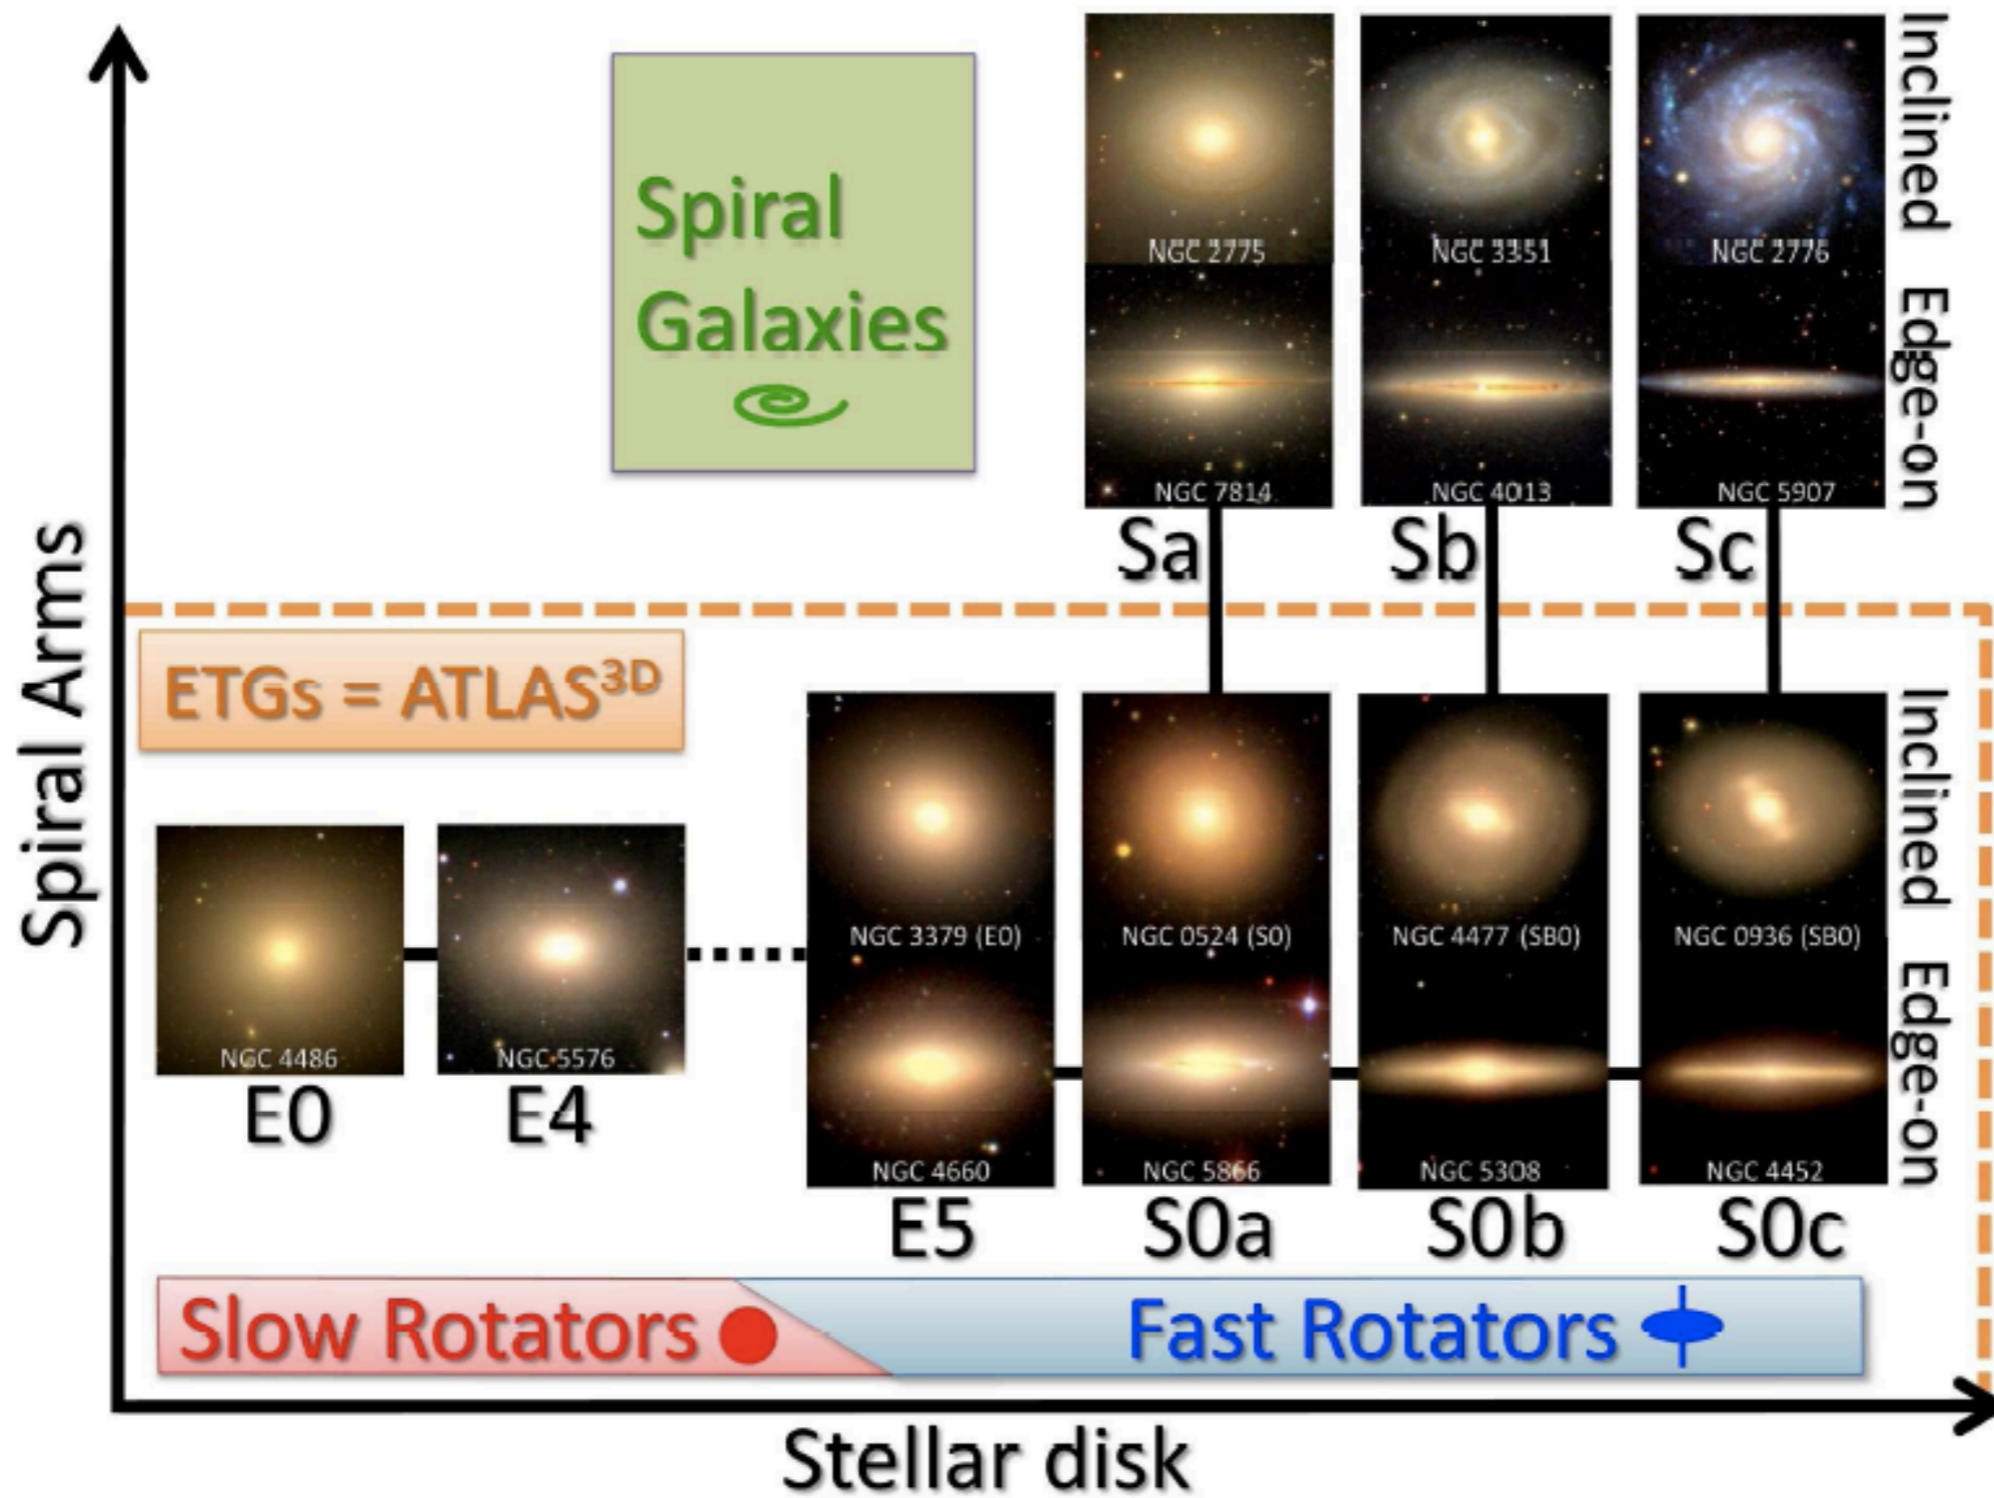 Spiral Arms
Spiral
Galaxies
NGC 2775
NGC 3351
NGC 2776
Inclined
NGC 7814
NGC 4013
NGC 5907
Edge-on
Sa
Sb
Sc
ETGs = ATLAS³ᴰ
NGC 4486
NGC 5576
E0
E4
NGC 3379 (E0)
NGC 0524 (S0)
NGC 4477 (SB0)
NGC 0936 (SB0)
Inclined
NGC 4660
NGC 5866
NGC 5308
NGC 4452
Edge-on
E5
S0a
S0b
S0c
Slow Rotators
Fast Rotators
Stellar disk